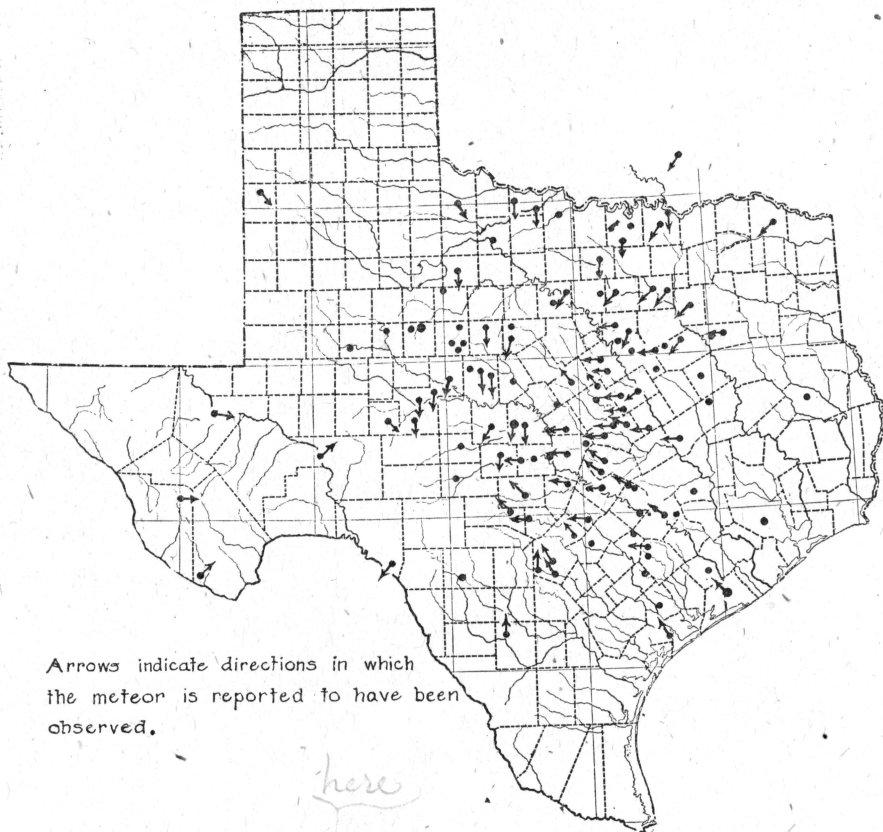 Arrows indicate directions in which
the meteor is reported to have been
observed.
here